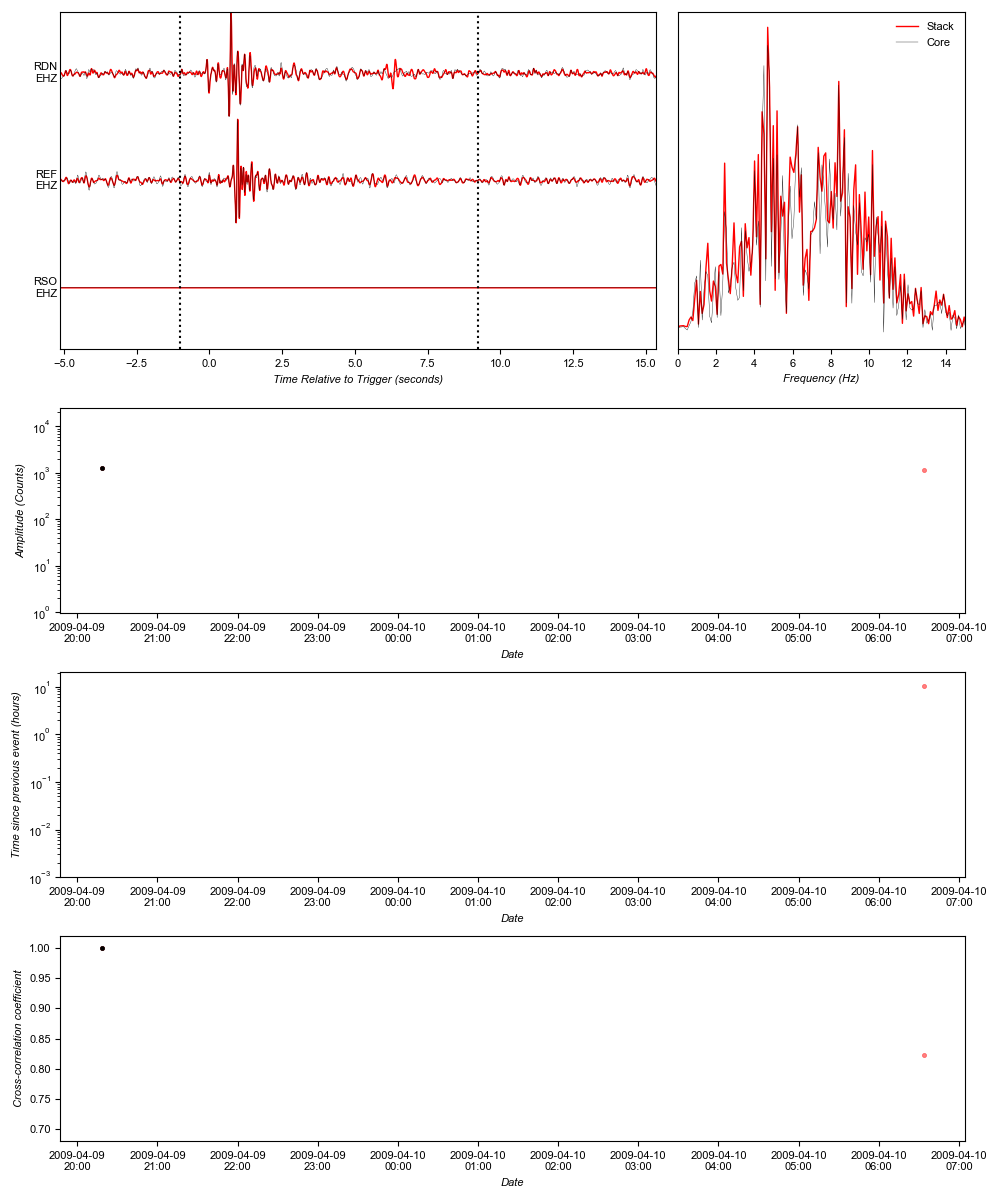 RDN
EHZ
REF
EHZ
RSO
EHZ
−5.0 −2.5 0.0 2.5 5.0 7.5 10.0 12.5 15.0
Time Relative to Trigger (seconds)
Stack
Core
0 2 4 6 8 10 12 14
Frequency (Hz)
10⁴
10³
10²
10¹
10⁰
Amplitude (Counts)
2009-04-09 2009-04-09 2009-04-09 2009-04-09 2009-04-10 2009-04-10 2009-04-10 2009-04-10 2009-04-10 2009-04-10 2009-04-10 2009-04-10
20:00 21:00 22:00 23:00 00:00 01:00 02:00 03:00 04:00 05:00 06:00 07:00
Date
10¹
10⁰
10⁻¹
10⁻²
10⁻³
Time since previous event (hours)
2009-04-09 2009-04-09 2009-04-09 2009-04-09 2009-04-10 2009-04-10 2009-04-10 2009-04-10 2009-04-10 2009-04-10 2009-04-10 2009-04-10
20:00 21:00 22:00 23:00 00:00 01:00 02:00 03:00 04:00 05:00 06:00 07:00
Date
1.00
0.95
0.90
0.85
0.80
0.75
0.70
Cross-correlation coefficient
2009-04-09 2009-04-09 2009-04-09 2009-04-09 2009-04-10 2009-04-10 2009-04-10 2009-04-10 2009-04-10 2009-04-10 2009-04-10 2009-04-10
20:00 21:00 22:00 23:00 00:00 01:00 02:00 03:00 04:00 05:00 06:00 07:00
Date